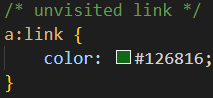 /* unvisited link */
a:link {
    color: #126816;
}